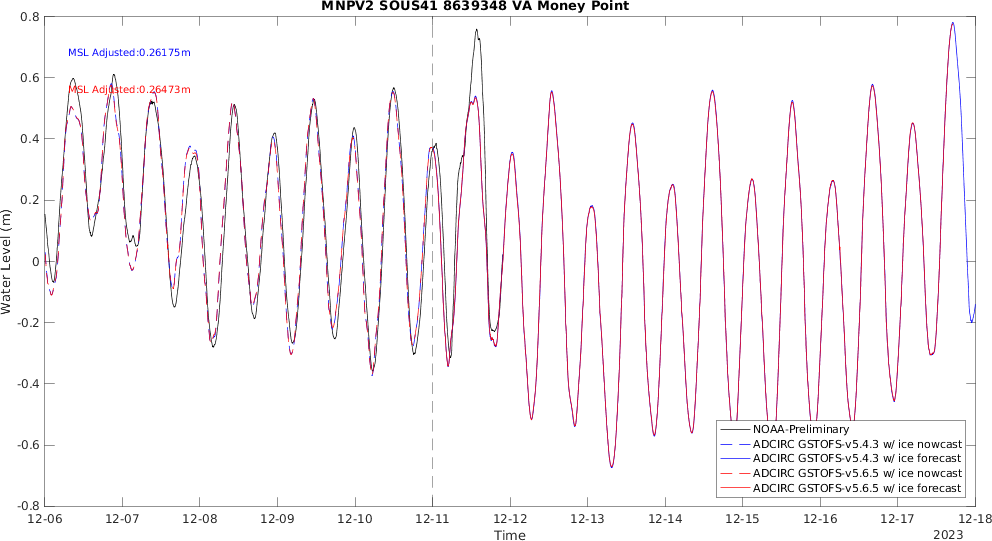 MNPV2 SOUS41 8639348 VA Money Point
MSL Adjusted:0.26175m
MSL Adjusted:0.26473m
Water Level (m)
0.8
0.6
0.4
0.2
0
-0.2
-0.4
-0.6
-0.8
NOAA-Preliminary
ADCIRC GSTOFS-v5.4.3 w/ ice nowcast
ADCIRC GSTOFS-v5.4.3 w/ ice forecast
ADCIRC GSTOFS-v5.6.5 w/ ice nowcast
ADCIRC GSTOFS-v5.6.5 w/ ice forecast
12-06 12-07 12-08 12-09 12-10 12-11 12-12 12-13 12-14 12-15 12-16 12-17 12-18
Time
2023